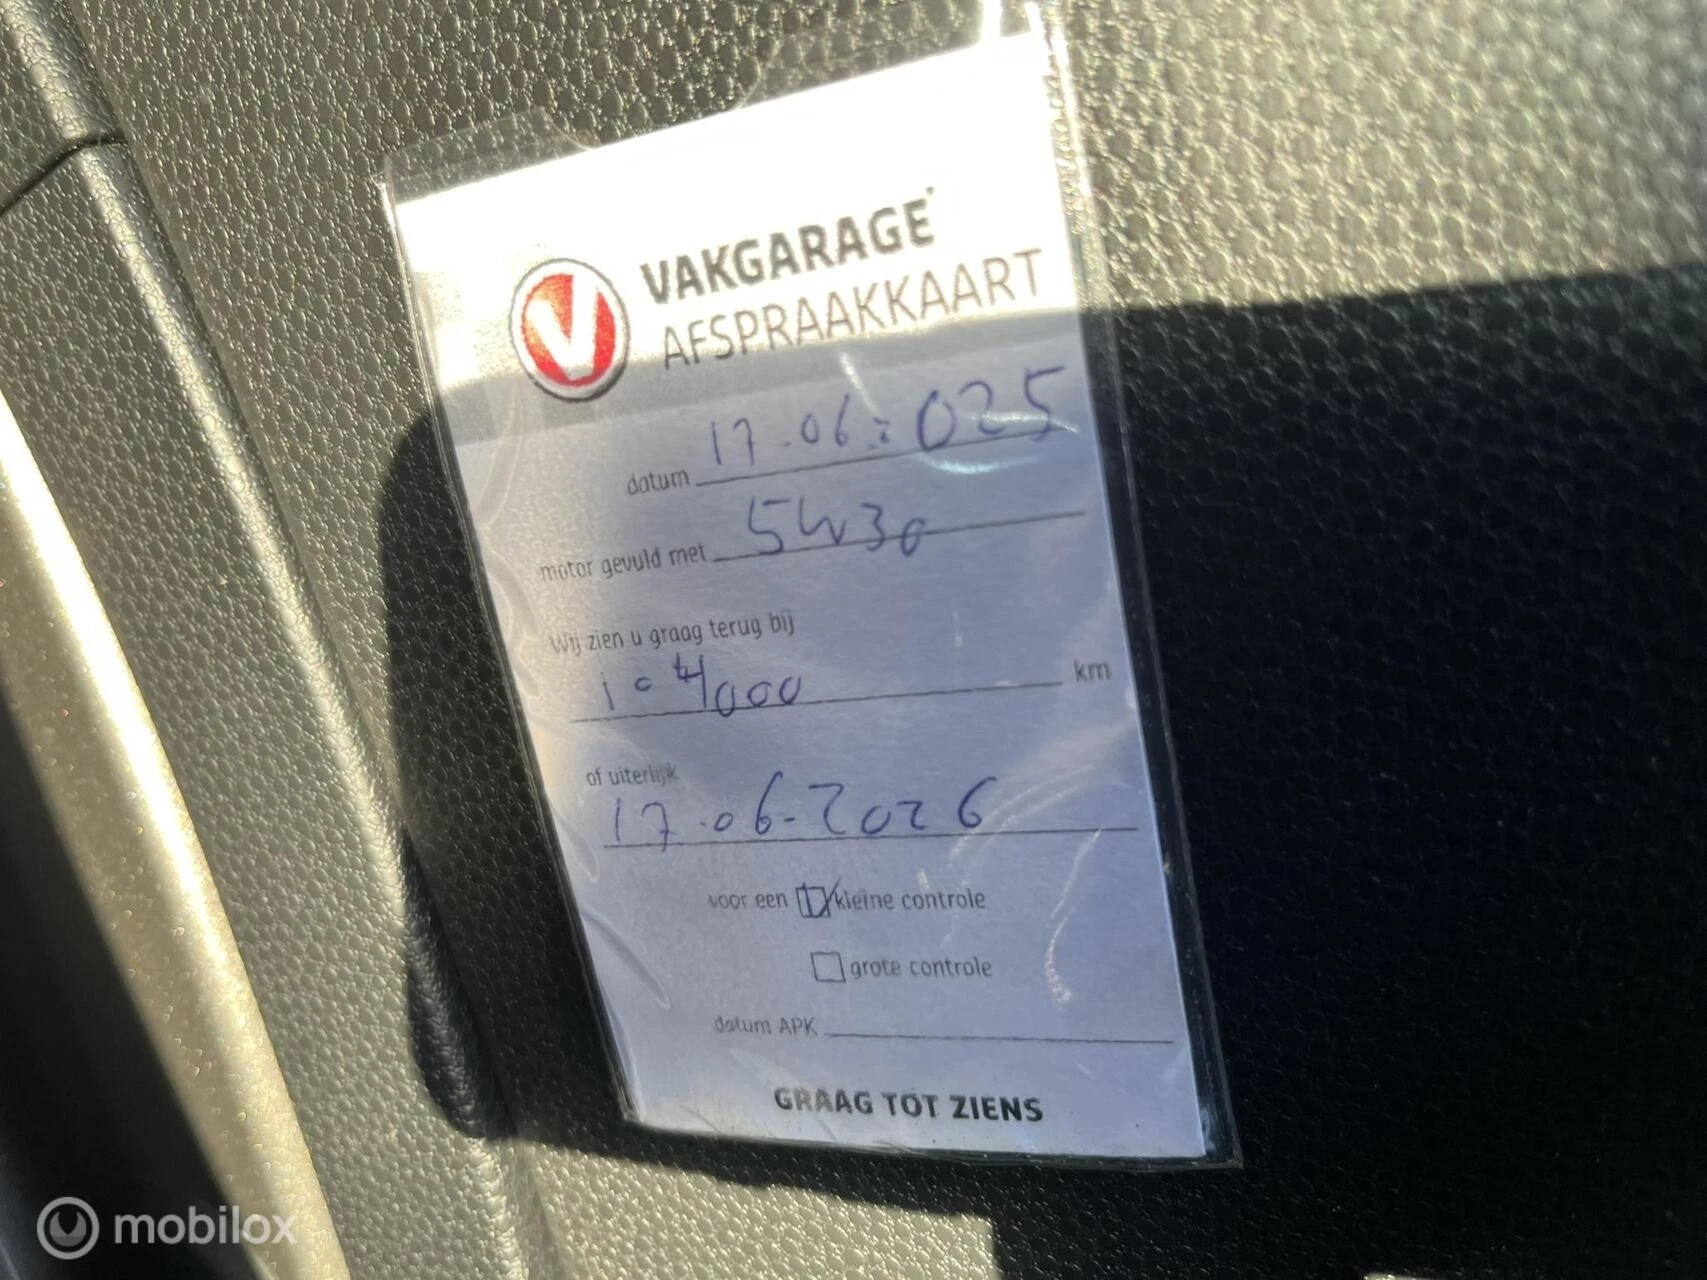 VAKGARAGE
AFSPRAAKKAART
datum 17-06-2025
motor gevuld met 5W30
Wij zien u graag terug bij
104000 km
of uiterlijk
17-06-2026
voor een kleine controle
grote controle
datum APK
GRAAG TOT ZIENS
mobilox